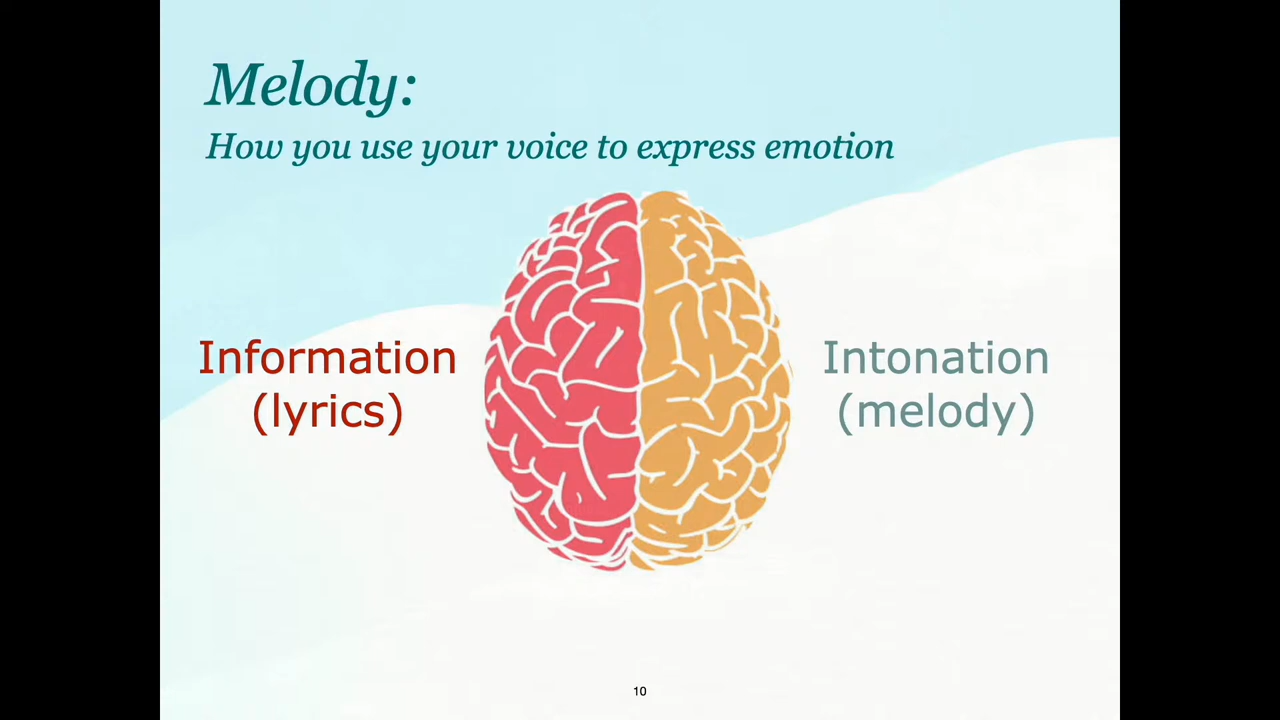 Melody:
How you use your voice to express emotion
Information
(lyrics)
Intonation
(melody)
10